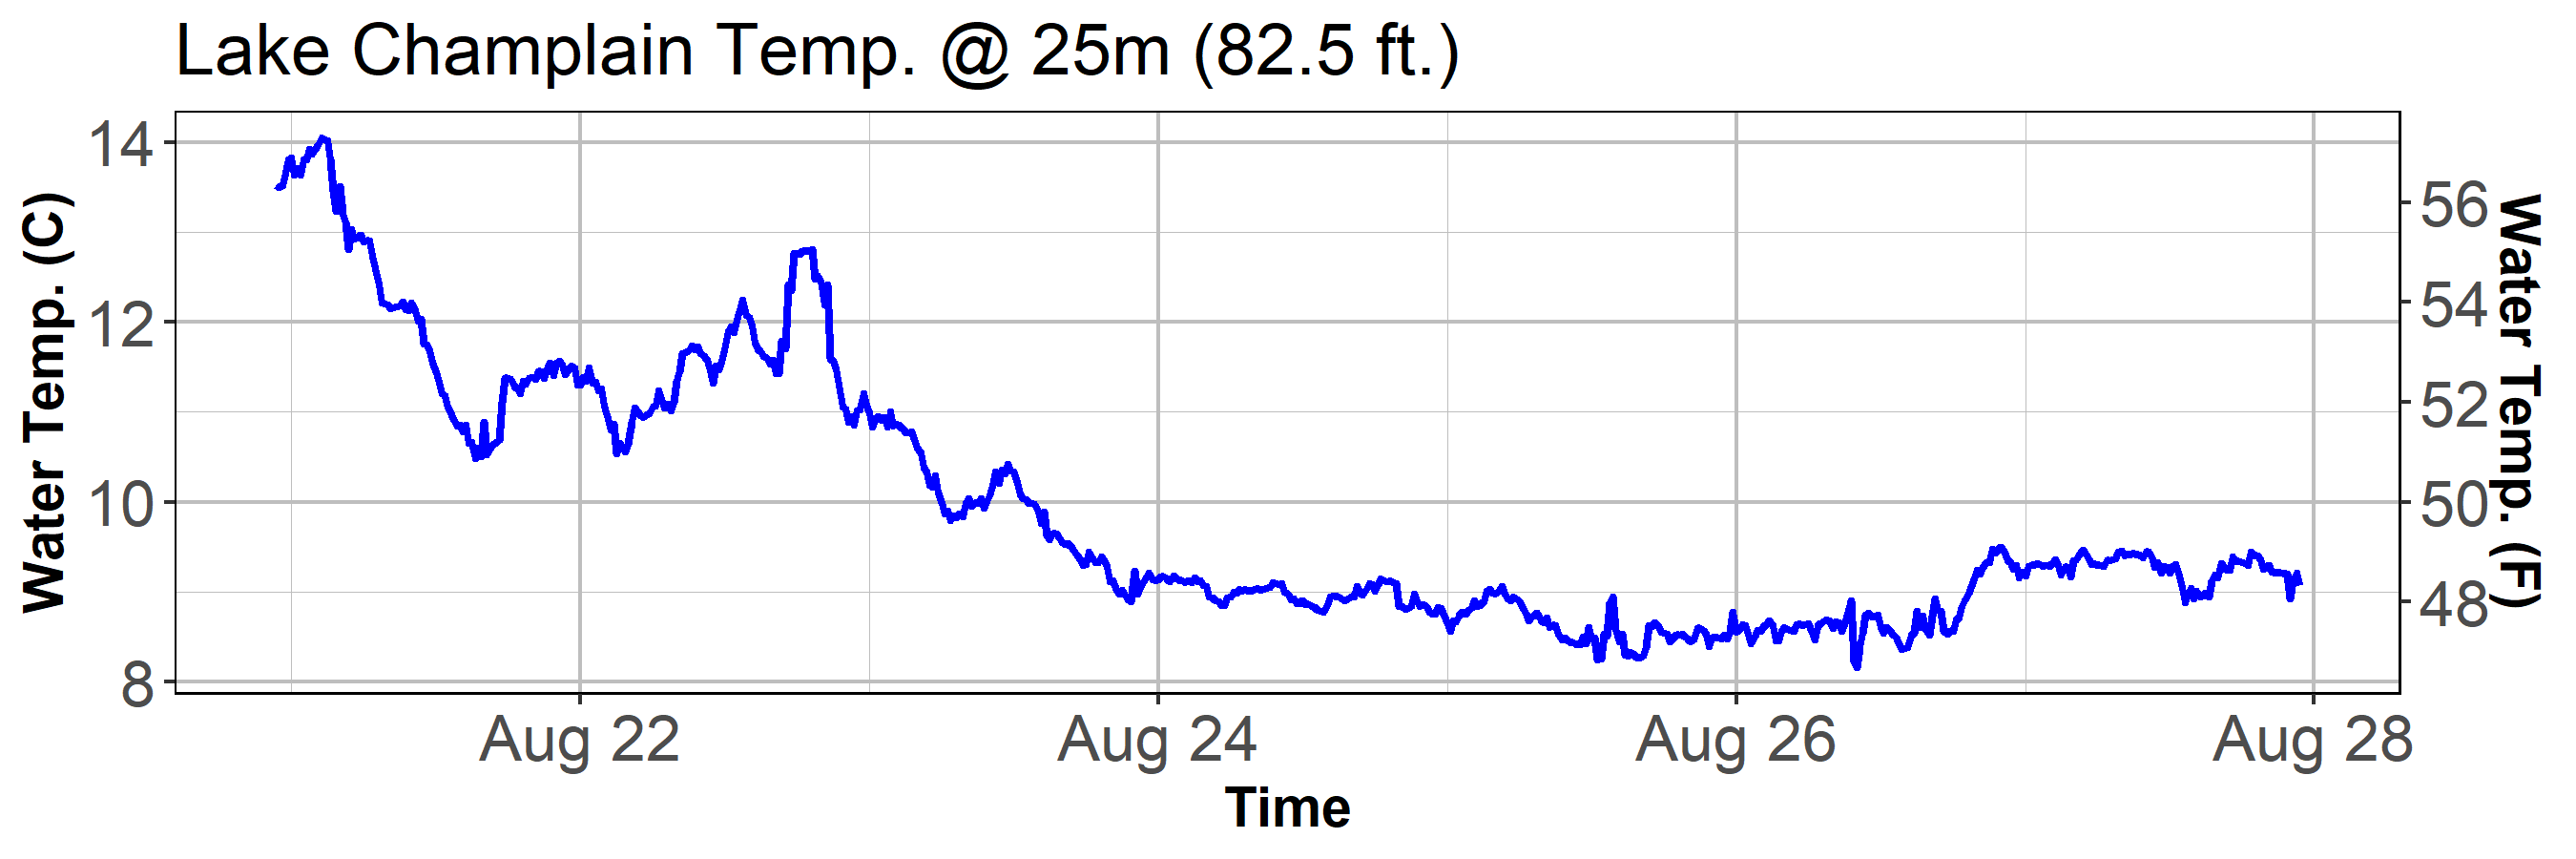 Lake Champlain Temp. @ 25m (82.5 ft.)
Water Temp. (C)
14
12
10
8
56
54
52
50
48
Water Temp. (F)
Aug 22 Aug 24 Aug 26 Aug 28
Time